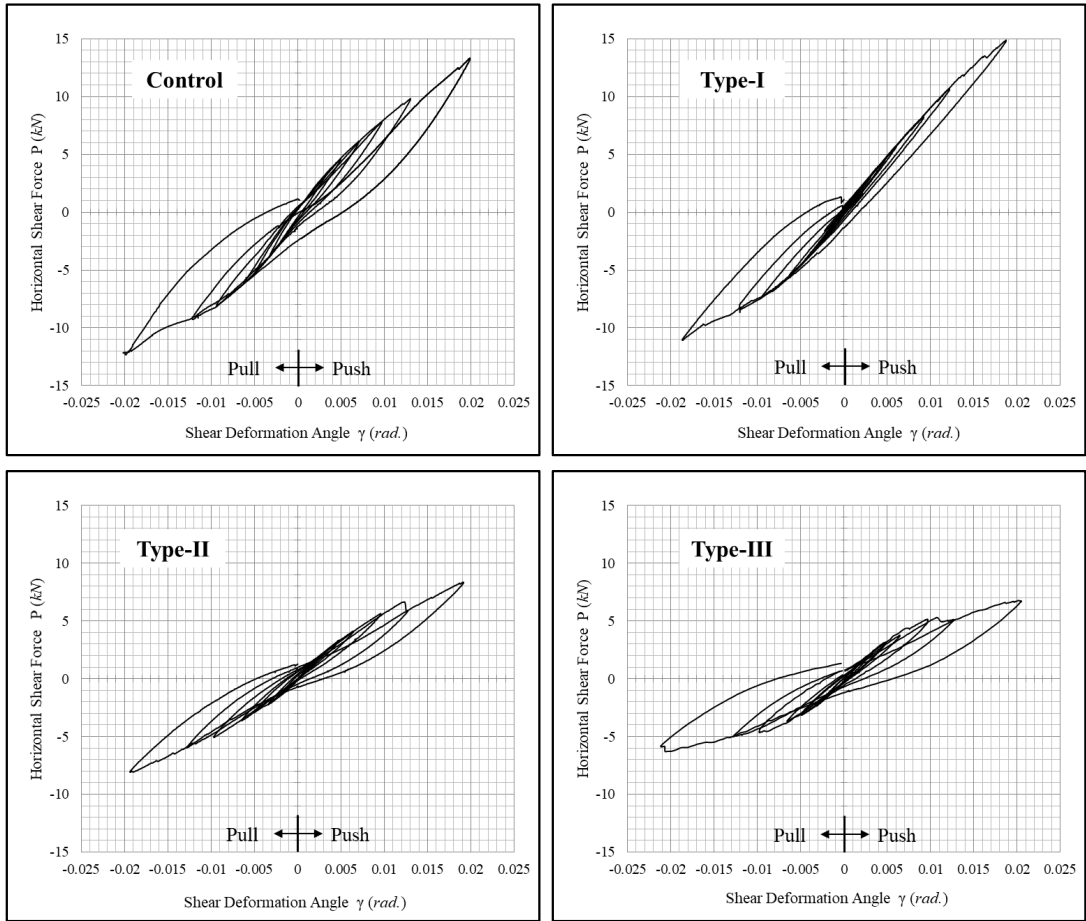 Control
15
10
5
0
-5
-10
-15
Horizontal Shear Force P (kN)
Pull Push
-0.025 -0.02 -0.015 -0.01 -0.005 0 0.005 0.01 0.015 0.02 0.025
Shear Deformation Angle γ (rad.)
Type-I
15
10
5
0
-5
-10
-15
Horizontal Shear Force P (kN)
Pull Push
-0.025 -0.02 -0.015 -0.01 -0.005 0 0.005 0.01 0.015 0.02 0.025
Shear Deformation Angle γ (rad.)
Type-II
15
10
5
0
-5
-10
-15
Horizontal Shear Force P (kN)
Pull Push
-0.025 -0.02 -0.015 -0.01 -0.005 0 0.005 0.01 0.015 0.02 0.025
Shear Deformation Angle γ (rad.)
Type-III
15
10
5
0
-5
-10
-15
Horizontal Shear Force P (kN)
Pull Push
-0.025 -0.02 -0.015 -0.01 -0.005 0 0.005 0.01 0.015 0.02 0.025
Shear Deformation Angle γ (rad.)